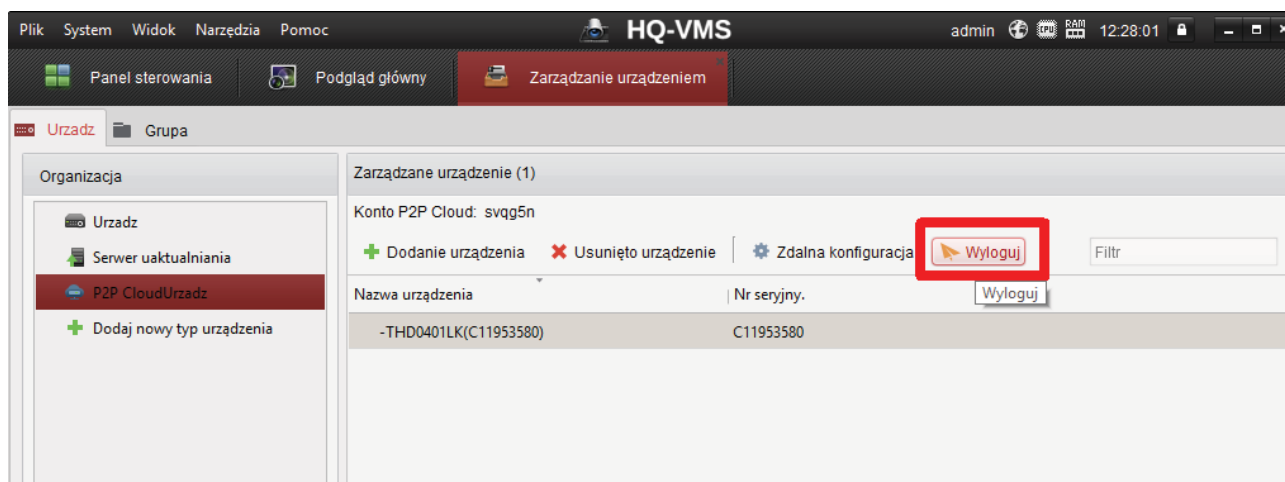 Plik System Widok Narzędzia Pomoc HQ-VMS admin CPU RAM 12:28:01
Panel sterowania Podgląd główny Zarządzanie urządzeniem
Urzadz Grupa
Organizacja
Urzadz
Serwer uaktualniania
P2P CloudUrzadz
Dodaj nowy typ urządzenia
Zarządzane urządzenie (1)
Konto P2P Cloud: svqg5n
Dodanie urządzenia Usunięto urządzenie Zdalna konfiguracja Wyloguj Filtr
Wyloguj
Nazwa urządzenia Nr seryjny.
-THD0401LK(C11953580) C11953580